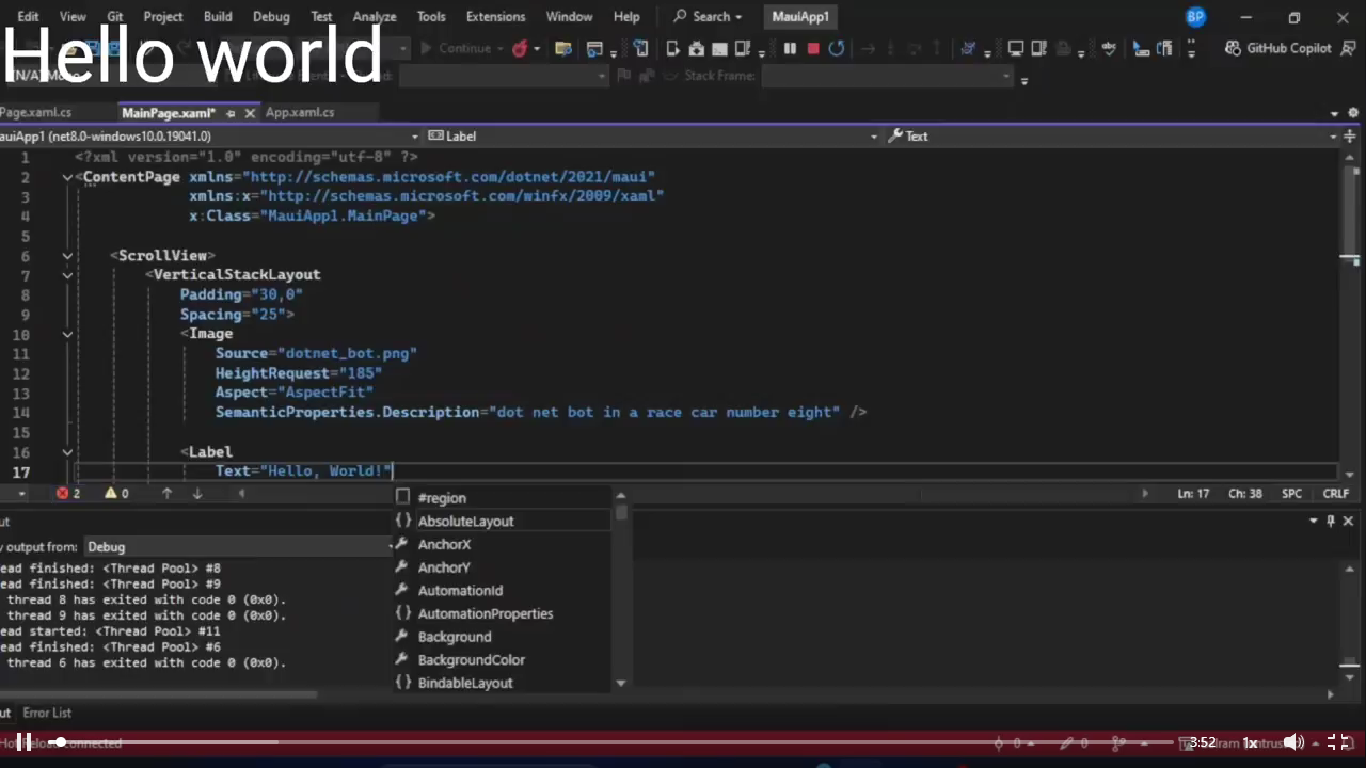 Edit View Git Project Build Debug Test Analyze Tools Extensions Window Help Search MauiApp1 BP
Hello world
Continue GitHub Copilot
Stack Frame:
Page.xaml.cs MainPage.xaml* App.xaml.cs
auiApp1 (net8.0-windows10.0.19041.0) Label Text
1 <?xml version="1.0" encoding="utf-8" ?>
2 <ContentPage xmlns="http://schemas.microsoft.com/dotnet/2021/maui"
3 xmlns:x="http://schemas.microsoft.com/winfx/2009/xaml"
4 x:Class="MauiApp1.MainPage">
5
6 <ScrollView>
7 <VerticalStackLayout
8 Padding="30,0"
9 Spacing="25">
10 <Image
11 Source="dotnet_bot.png"
12 HeightRequest="185"
13 Aspect="AspectFit"
14 SemanticProperties.Description="dot net bot in a race car number eight" />
15
16 <Label
17 Text="Hello, World!"
2 0 Ln: 17 Ch: 38 SPC CRLF
#region
AbsoluteLayout
AnchorX
AnchorY
AutomationId
AutomationProperties
Background
BackgroundColor
BindableLayout
ut
y output from: Debug
ead finished: <Thread Pool> #8
ead finished: <Thread Pool> #9
thread 8 has exited with code 0 (0x0).
thread 9 has exited with code 0 (0x0).
ead started: <Thread Pool> #11
ead finished: <Thread Pool> #6
thread 6 has exited with code 0 (0x0).
ut Error List
Hot Reload connected 0 0 3:52 1x